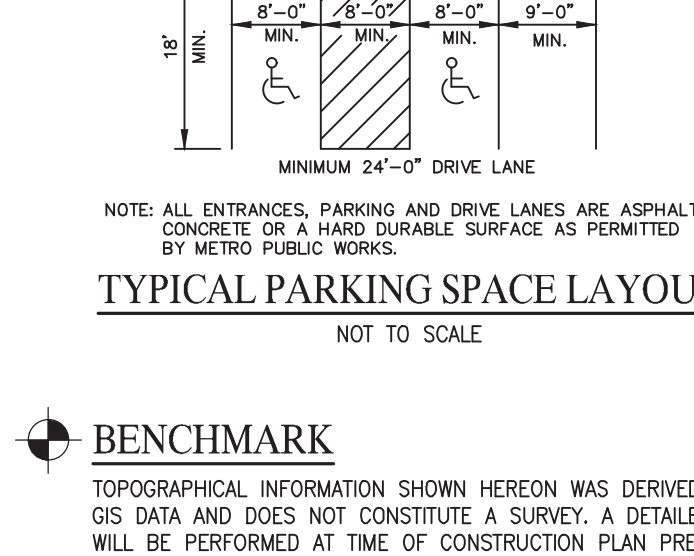 8'-0" 8'-0" 8'-0" 9'-0"
MIN. MIN. MIN. MIN.
18' MIN.
MINIMUM 24'-0" DRIVE LANE
NOTE: ALL ENTRANCES, PARKING AND DRIVE LANES ARE ASPHALT
CONCRETE OR A HARD DURABLE SURFACE AS PERMITTED
BY METRO PUBLIC WORKS.
TYPICAL PARKING SPACE LAYOU
NOT TO SCALE
BENCHMARK
TOPOGRAPHICAL INFORMATION SHOWN HEREON WAS DERIVED
GIS DATA AND DOES NOT CONSTITUTE A SURVEY. A DETAILE
WILL BE PERFORMED AT TIME OF CONSTRUCTION PLAN PRE